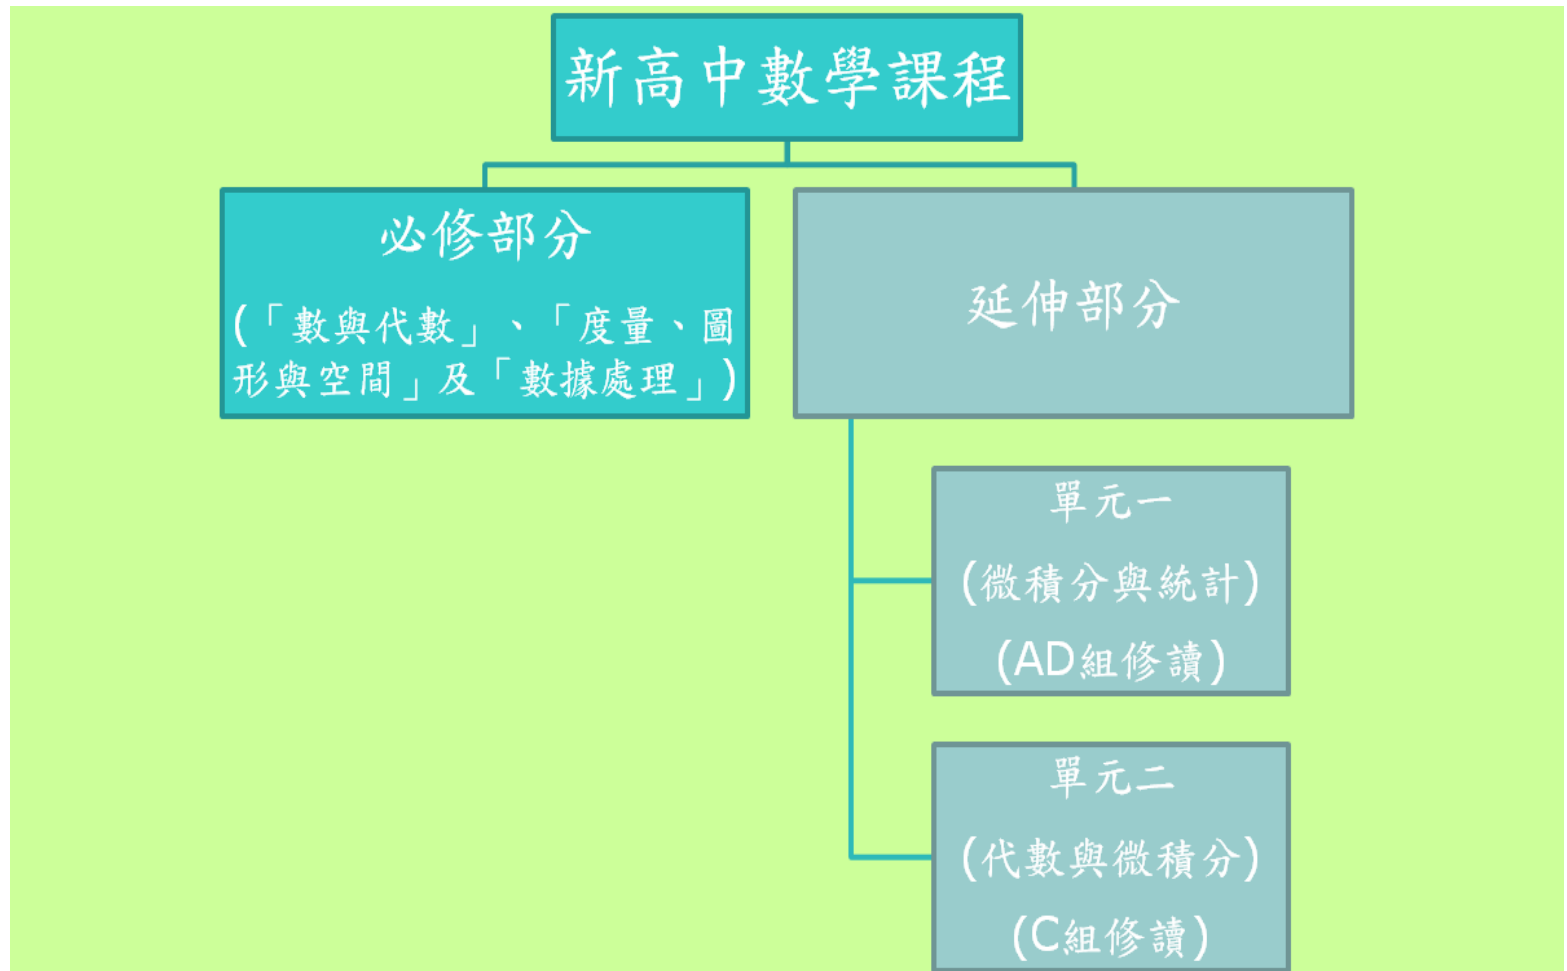 新高中數學課程
必修部分
(「數與代數」、「度量、圖
形與空間」及「數據處理」)
延伸部分
單元一
(微積分與統計)
(AD組修讀)
單元二
(代數與微積分)
(C組修讀)